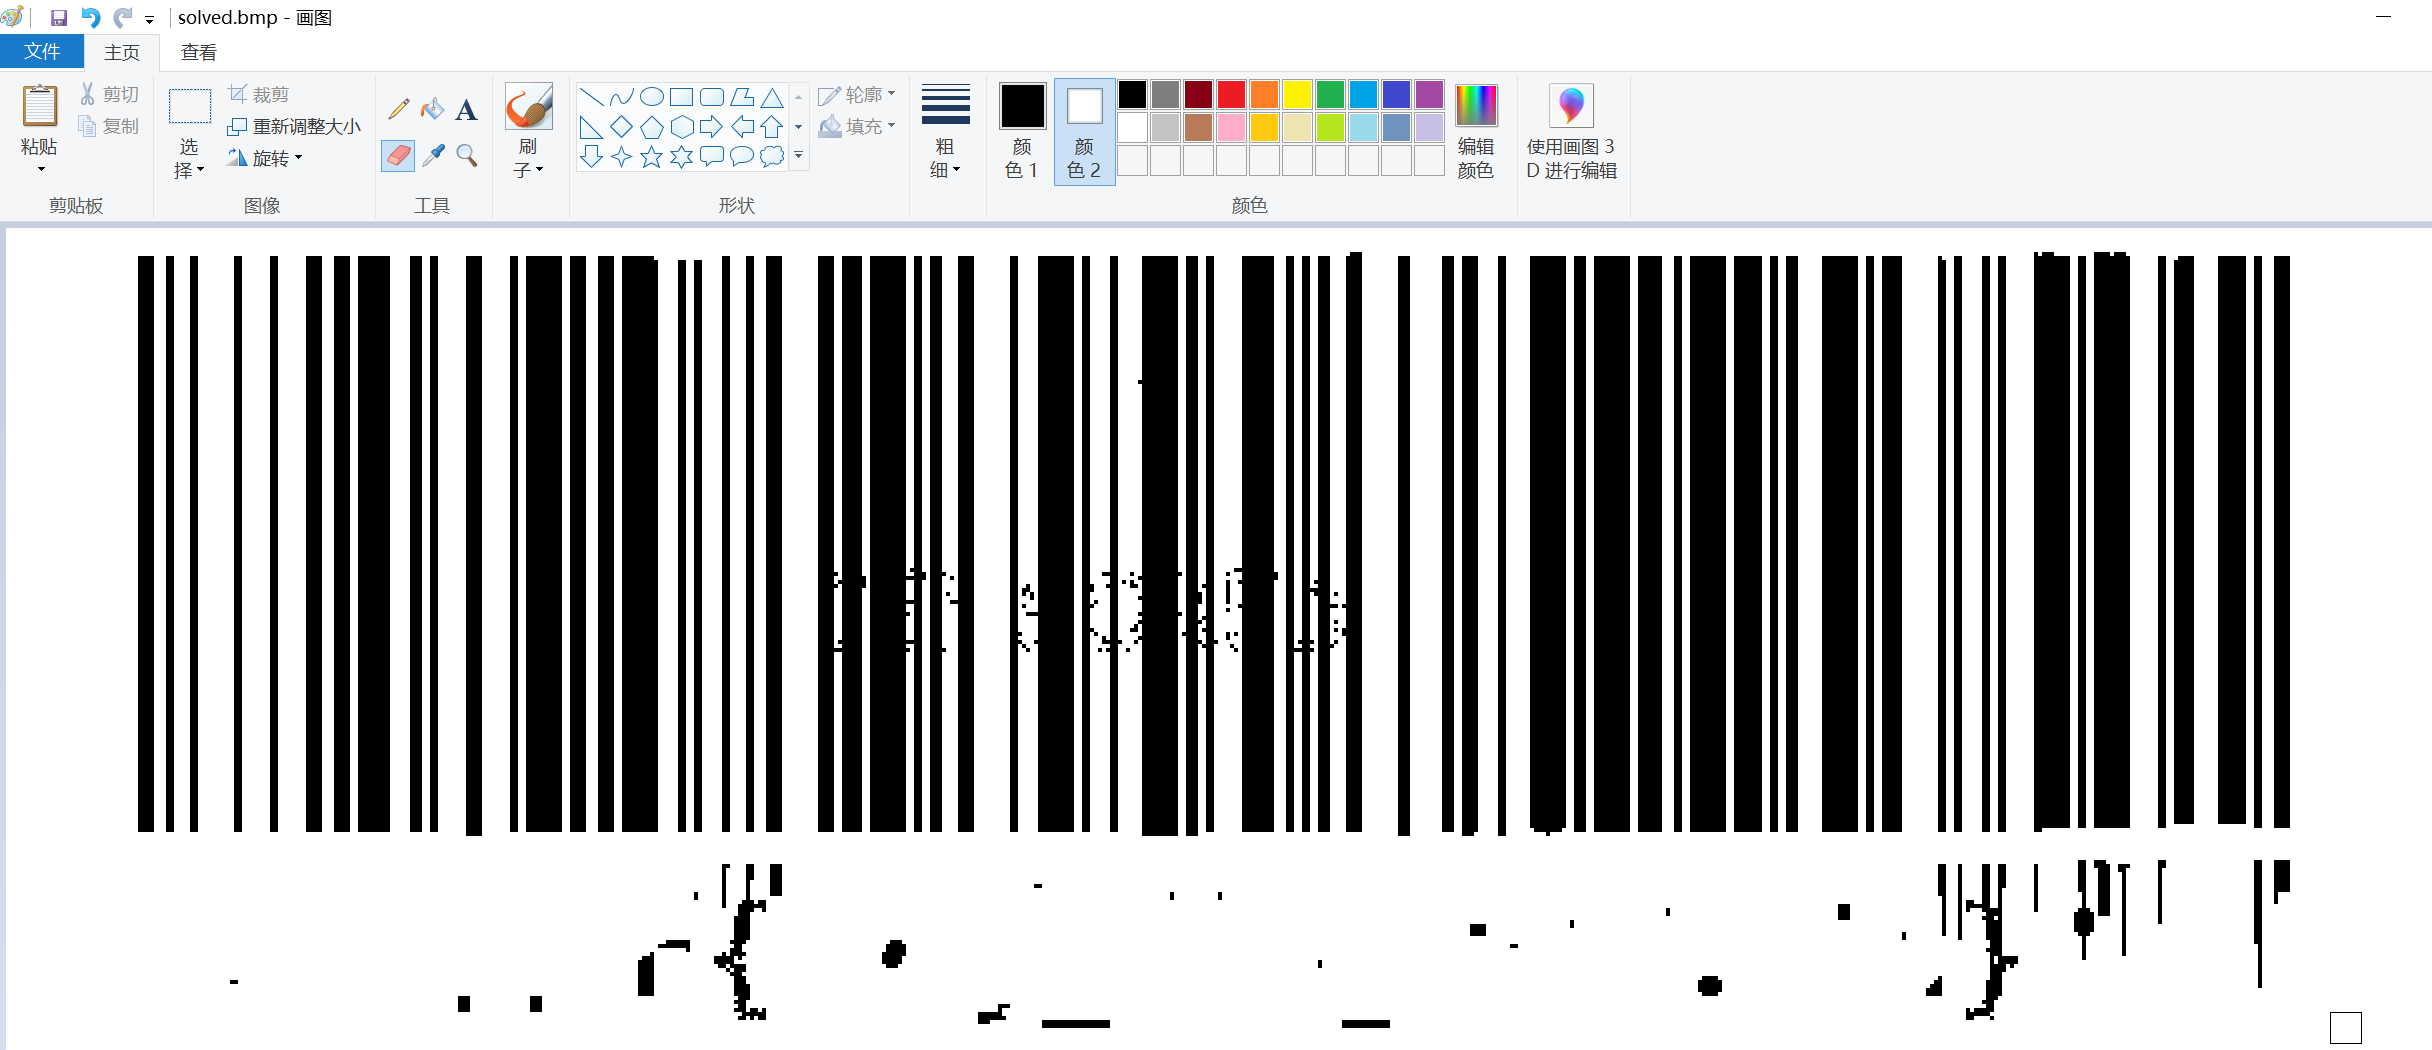 solved.bmp - 画图
文件 主页 查看
粘贴 剪切 复制
选择 裁剪 重新调整大小 旋转
A
刷子
轮廓 填充
粗细
颜色 1
颜色 2
编辑颜色
使用画图 3D 进行编辑
剪贴板 图像 工具 形状 颜色
{ }